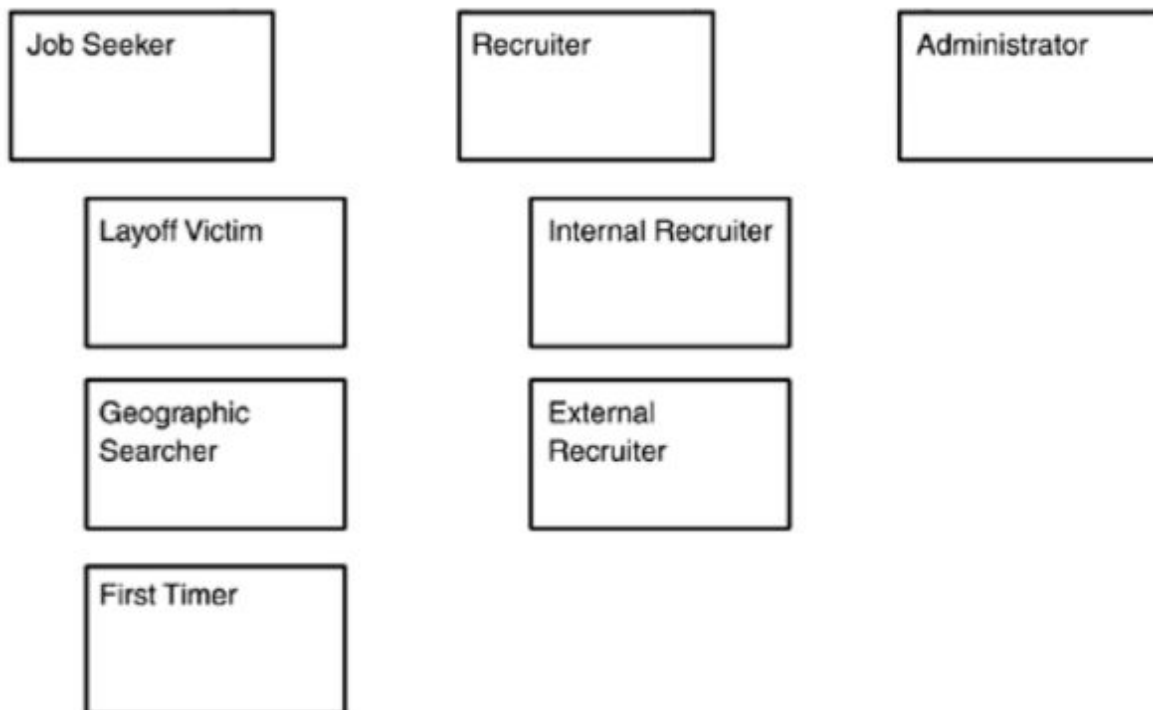 Job Seeker
Recruiter
Administrator
Layoff Victim
Internal Recruiter
Geographic
Searcher
External
Recruiter
First Timer